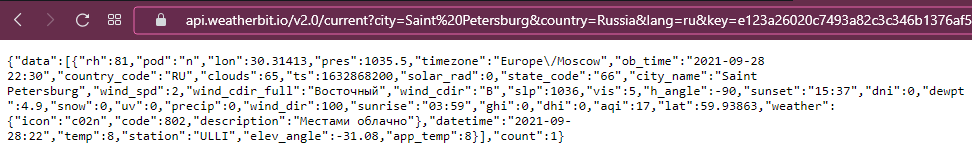 api.weatherbit.io/v2.0/current?city=Saint%20Petersburg&country=Russia&lang=ru&key=e123a26020c7493a82c3c346b1376af5
{"data":[{"rh":81,"pod":"n","lon":30.31413,"pres":1035.5,"timezone":"Europe\/Moscow","ob_time":"2021-09-28
22:30","country_code":"RU","clouds":65,"ts":1632868200,"solar_rad":0,"state_code":"66","city_name":"Saint
Petersburg","wind_spd":2,"wind_cdir_full":"Восточный","wind_cdir":"В","slp":1036,"vis":5,"h_angle":-90,"sunset":"15:37","dni":0,"dewpt
":4.9,"snow":0,"uv":0,"precip":0,"wind_dir":100,"sunrise":"03:59","ghi":0,"dhi":0,"aqi":17,"lat":59.93863,"weather":
{"icon":"c02n","code":802,"description":"Местами облачно"},"datetime":"2021-09-
28:22","temp":8,"station":"ULLI","elev_angle":-31.08,"app_temp":8}],"count":1}